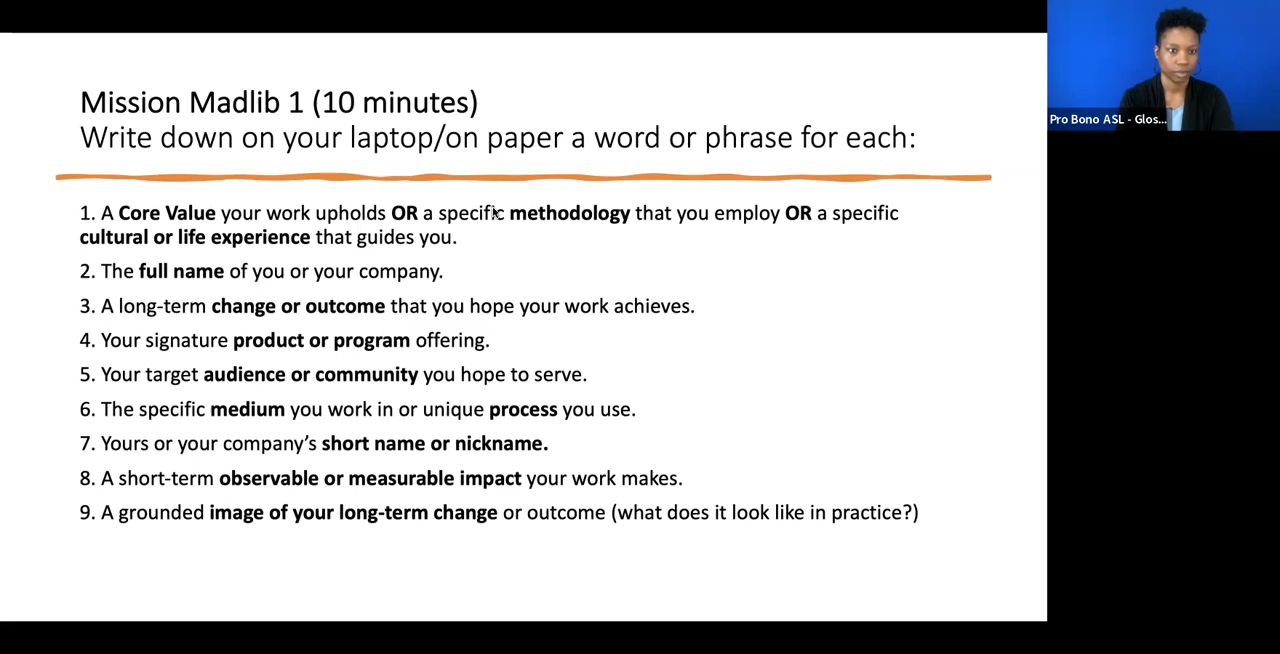 Mission Madlib 1 (10 minutes)
Write down on your laptop/on paper a word or phrase for each:
1. A Core Value your work upholds OR a specific methodology that you employ OR a specific
cultural or life experience that guides you.
2. The full name of you or your company.
3. A long-term change or outcome that you hope your work achieves.
4. Your signature product or program offering.
5. Your target audience or community you hope to serve.
6. The specific medium you work in or unique process you use.
7. Yours or your company’s short name or nickname.
8. A short-term observable or measurable impact your work makes.
9. A grounded image of your long-term change or outcome (what does it look like in practice?)
Pro Bono ASL - Glos...